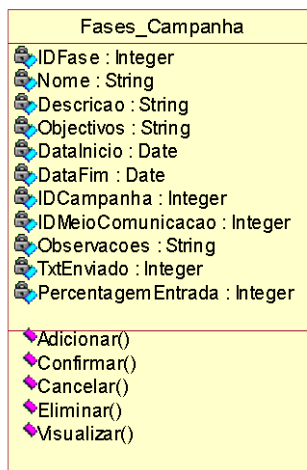 Fases_Campanha
IDFase : Integer
Nome : String
Descricao : String
Objectivos : String
DataInicio : Date
DataFim : Date
IDCampanha : Integer
IDMeioComunicacao : Integer
Observacoes : String
TxtEnviado : Integer
PercentagemEntrada : Integer
Adicionar()
Confirmar()
Cancelar()
Eliminar()
Visualizar()